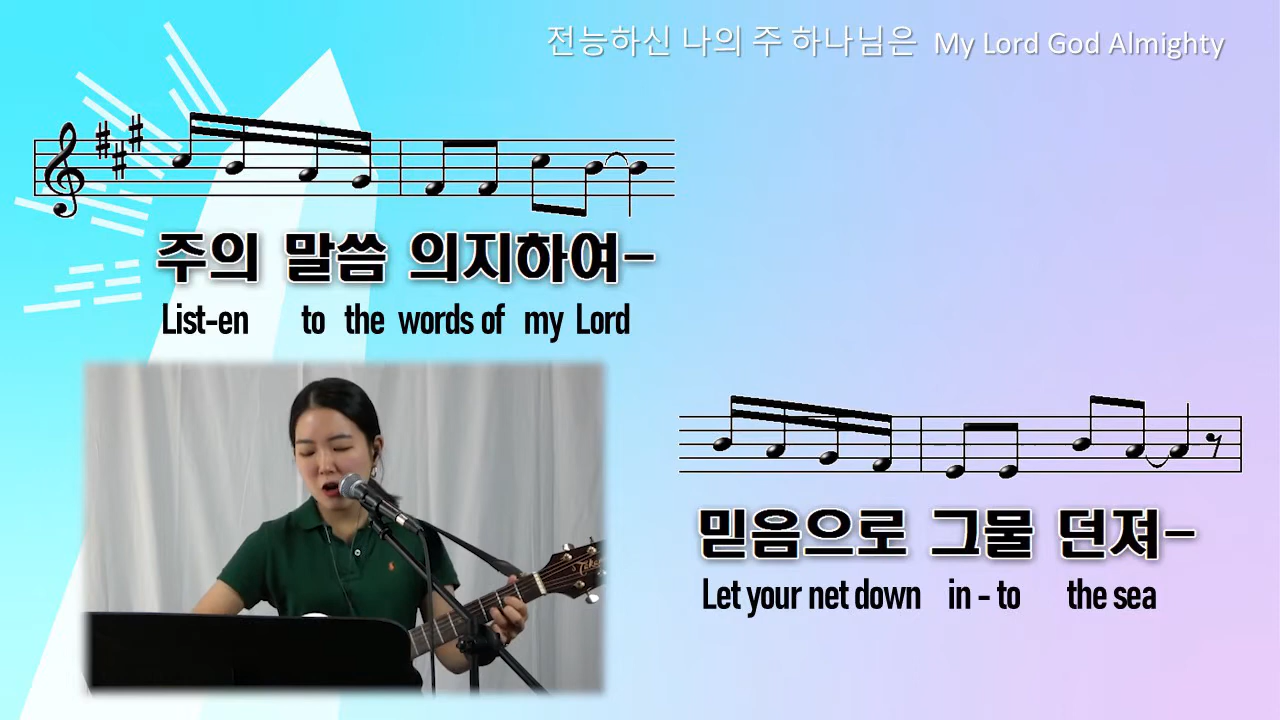 전능하신 나의 주 하나님은 My Lord God Almighty
주의 말씀 의지하여-
List-en to the words of my Lord
믿음으로 그물 던져-
Let your net down in - to the sea